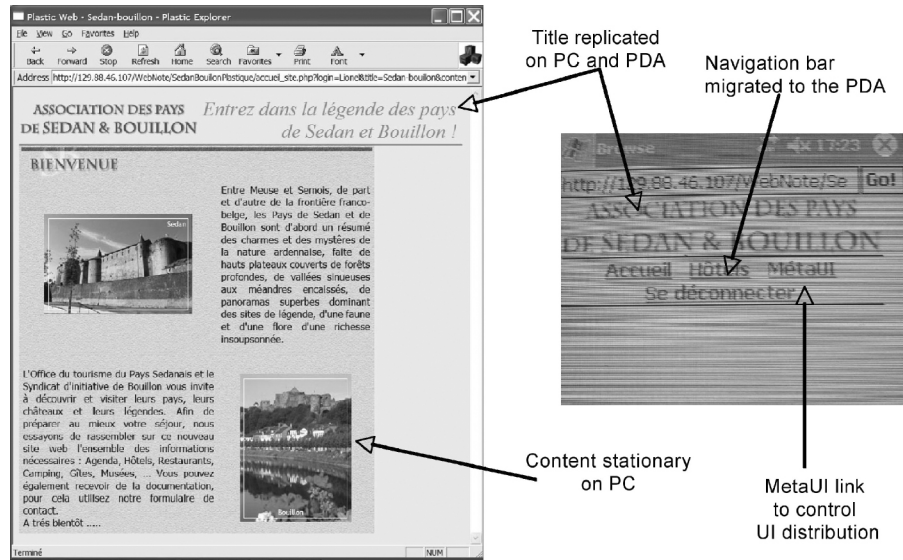 Plastic Web - Sedan-bouillon - Plastic Explorer
File View Go Favortes Help
Back Forward Stop Refresh Home Search Favorites Print Font
Address http://129.88.46.107/WebNote/SedanBouillonPlastique/accueil_site.php?login=Lionel&title=Sedan-bouillon&conten
ASSOCIATION DES PAYS
DE SEDAN & BOUILLON
Entrez dans la légende des pays
de Sedan et Bouillon !
BIENVENUE
Sedan
Entre Meuse et Semois, de part
et d'autre de la frontière franco-
belge, les Pays de Sedan et de
Bouillon sont d'abord un résumé
des charmes et des mystères de
la nature ardennaise, faite de
hauts plateaux couverts de forêts
profondes, de vallées sinueuses
aux méandres encaissés, de
panoramas superbes dominant
des sites de légende, d'une faune
et d'une flore d'une richesse
insoupsonnée.
L'Office du tourisme du Pays Sedanais et le
Syndicat d'initiative de Bouillon vous invite
à découvrir et visiter leurs pays, leurs
châteaux et leurs légendes. Afin de
préparer au mieux votre séjour, nous
essayons de rassembler sur ce nouveau
site web l'ensemble des informations
nécessaires : Agenda, Hôtels, Restaurants,
Camping, Gîtes, Musées, ... Vous pouvez
également recevoir de la documentation,
pour cela utilisez notre formulaire de
contact.
A trés bientôt .....
Bouillon
Terminé
NUM
Title replicated
on PC and PDA
Navigation bar
migrated to the PDA
Browse 17:23
http://129.88.46.107/WebNote/Se Go!
ASSOCIATION DES PAYS
DE SEDAN & BOUILLON
Accueil Hôtels MétaUI
Se déconnecter
Content stationary
on PC
MetaUI link
to control
UI distribution